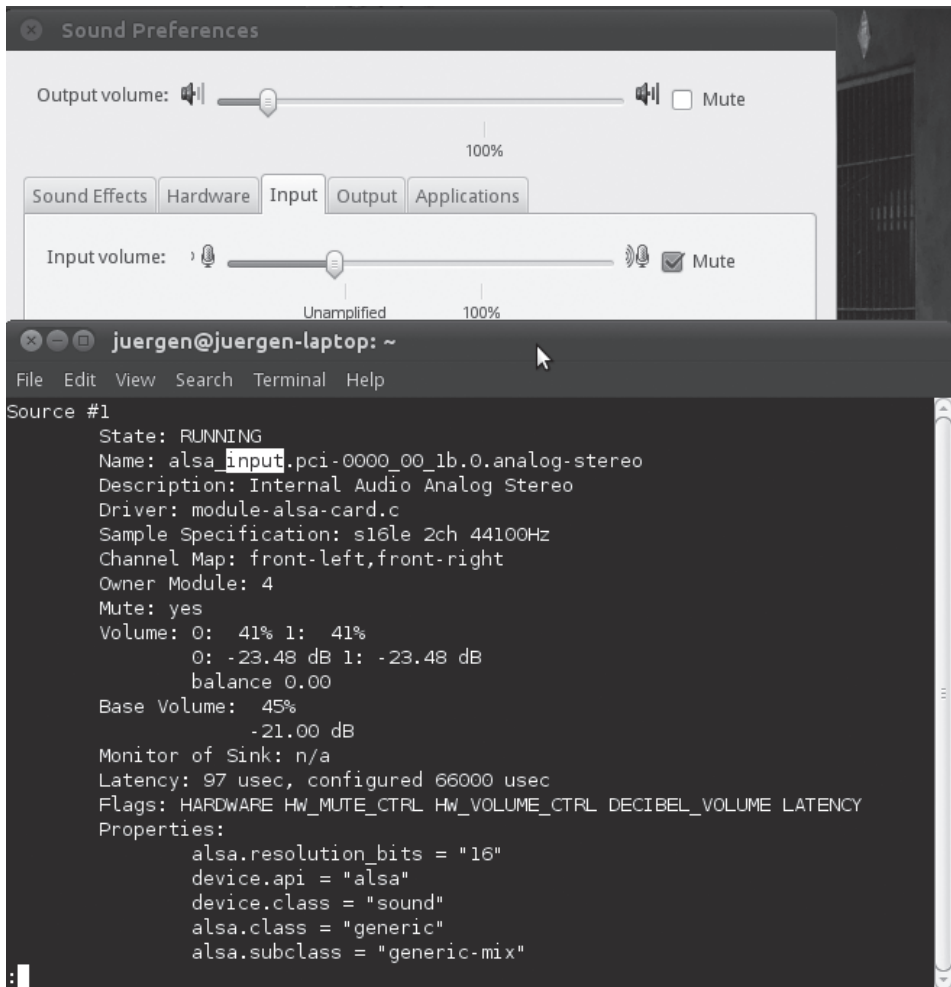 Sound Preferences
Output volume: Mute
100%
Sound Effects Hardware Input Output Applications
Input volume: Mute
Unamplified 100%
juergen@juergen-laptop: ~
File Edit View Search Terminal Help
Source #1
State: RUNNING
Name: alsa_input.pci-0000_00_1b.0.analog-stereo
Description: Internal Audio Analog Stereo
Driver: module-alsa-card.c
Sample Specification: s16le 2ch 44100Hz
Channel Map: front-left,front-right
Owner Module: 4
Mute: yes
Volume: 0:  41% 1:  41%
0: -23.48 dB 1: -23.48 dB
balance 0.00
Base Volume:  45%
-21.00 dB
Monitor of Sink: n/a
Latency: 97 usec, configured 66000 usec
Flags: HARDWARE HW_MUTE_CTRL HW_VOLUME_CTRL DECIBEL_VOLUME LATENCY
Properties:
alsa.resolution_bits = "16"
device.api = "alsa"
device.class = "sound"
alsa.class = "generic"
alsa.subclass = "generic-mix"
: